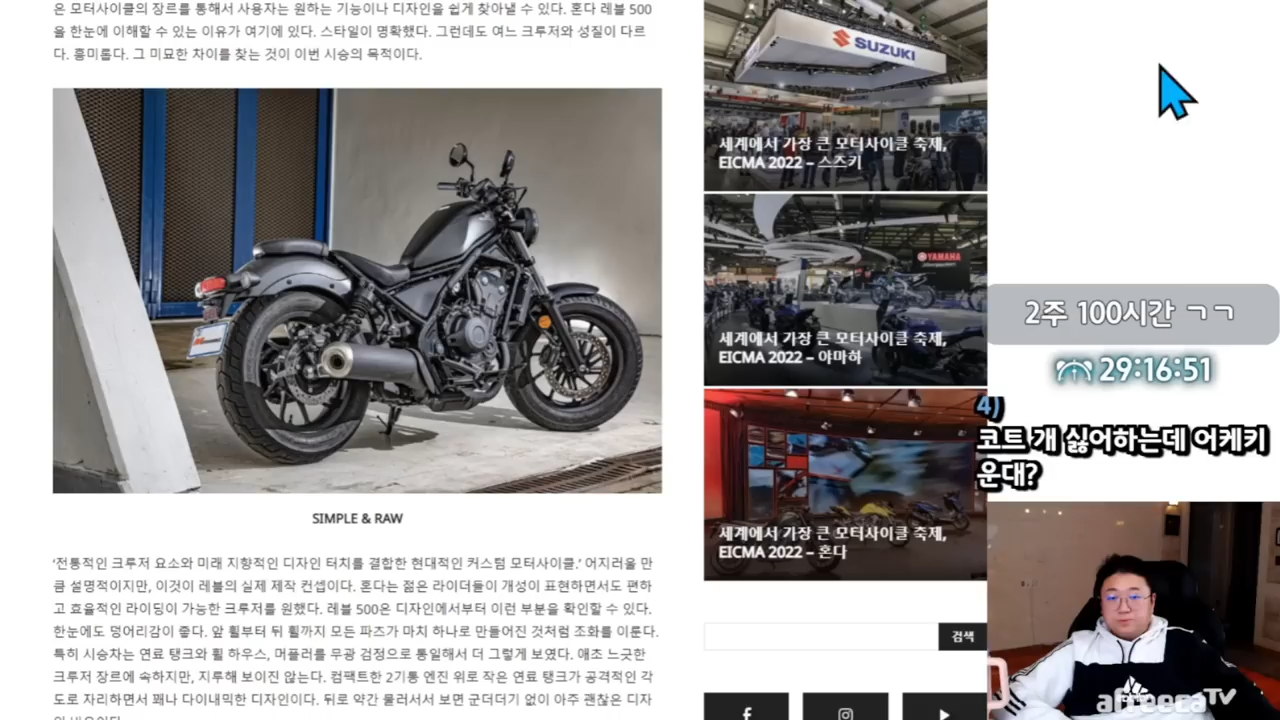 은 모터사이클의 장르를 통해서 사용자는 원하는 기능이나 디자인을 쉽게 찾아낼 수 있다. 혼다 레블 500
을 한눈에 이해할 수 있는 이유가 여기에 있다. 스타일이 명확했다. 그런데도 여느 크루저와 성질이 다르
다. 흥미롭다. 그 미묘한 차이를 찾는 것이 이번 시승의 목적이다.
SIMPLE & RAW
'전통적인 크루저 요소와 미래 지향적인 디자인 터치를 결합한 현대적인 커스텀 모터사이클.' 어지러울 만
큼 설명적이지만, 이것이 레블의 실제 제작 컨셉이다. 혼다는 젊은 라이더들이 개성이 표현하면서도 편하
고 효율적인 라이딩이 가능한 크루저를 원했다. 레블 500은 디자인에서부터 이런 부분을 확인할 수 있다.
한눈에도 덩어리감이 좋다. 앞 휠부터 뒤 휠까지 모든 파츠가 마치 하나로 만들어진 것처럼 조화를 이룬다.
특히 시승차는 연료 탱크와 휠 하우스, 머플러를 무광 검정으로 통일해서 더 그렇게 보였다. 애조 느긋한
크루저 장르에 속하지만, 지루해 보이진 않는다. 컴팩트한 2기통 엔진 위로 작은 연료 탱크가 공격적인 각
도로 자리하면서 꽤나 다이내믹한 디자인이다. 뒤로 약간 물러서서 보면 군더더기 없이 아주 괜찮은 디자
SUZUKI
세계에서 가장 큰 모터사이클 축제,
EICMA 2022 – 스즈키
YAMAHA
세계에서 가장 큰 모터사이클 축제,
EICMA 2022 – 야마하
세계에서 가장 큰 모터사이클 축제,
EICMA 2022 – 혼다
검색
2주 100시간 ㄱㄱ
29:16:51
4)
코트 개 싫어하는데 어케키
운대?
afreecaTV